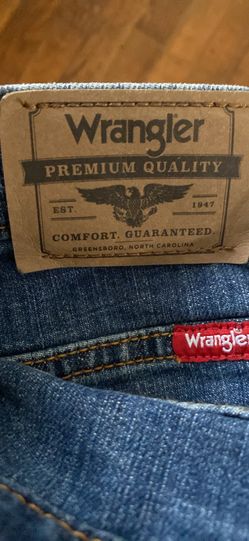 Wrangler
PREMIUM QUALITY
EST. 1947
COMFORT. GUARANTEED.
GREENSBORO, NORTH CAROLINA
Wrangler